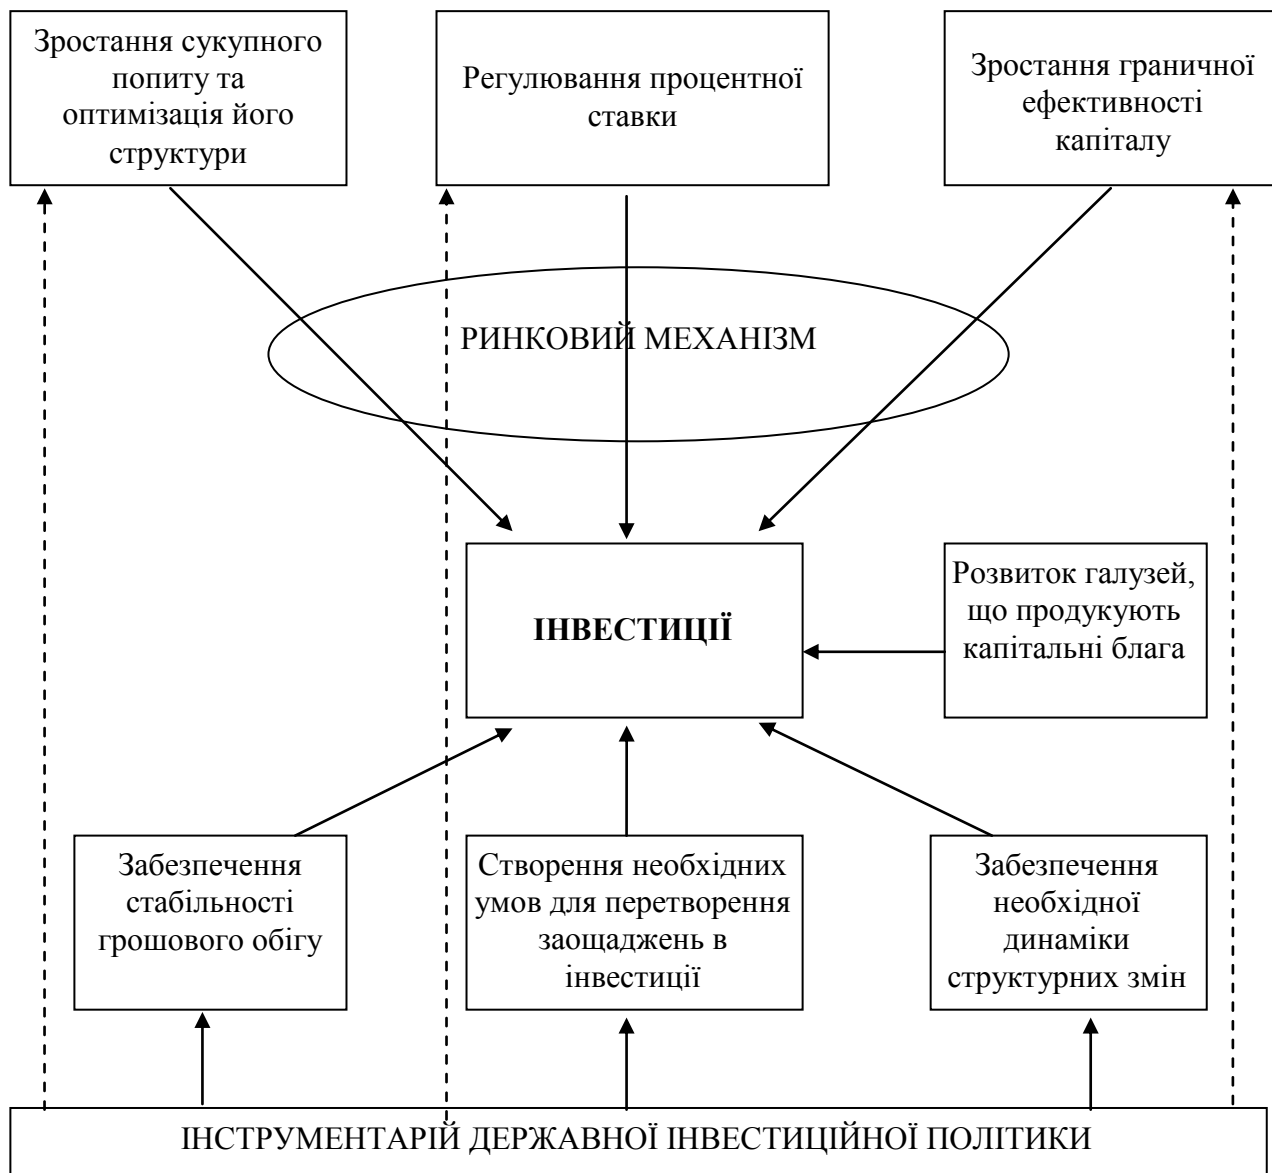 Зростання сукупного
попиту та
оптимізація його
структури
Регулювання процентної
ставки
Зростання граничної
ефективності
капіталу
РИНКОВИЙ МЕХАНІЗМ
ІНВЕСТИЦІЇ
Розвиток галузей,
що продукують
капітальні блага
Забезпечення
стабільності
грошового обігу
Створення необхідних
умов для перетворення
заощаджень в
інвестиції
Забезпечення
необхідної
динаміки
структурних змін
ІНСТРУМЕНТАРІЙ ДЕРЖАВНОЇ ІНВЕСТИЦІЙНОЇ ПОЛІТИКИ